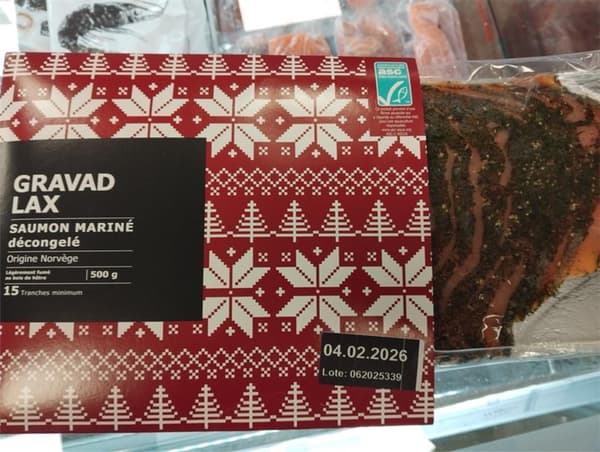 asc
GRAVAD
LAX
SAUMON MARINÉ
décongelé
Origine Norvège
Légèrement fumé
au bois de hêtre
500 g
15 Tranches minimum
04.02.2026
Lote: 062025339